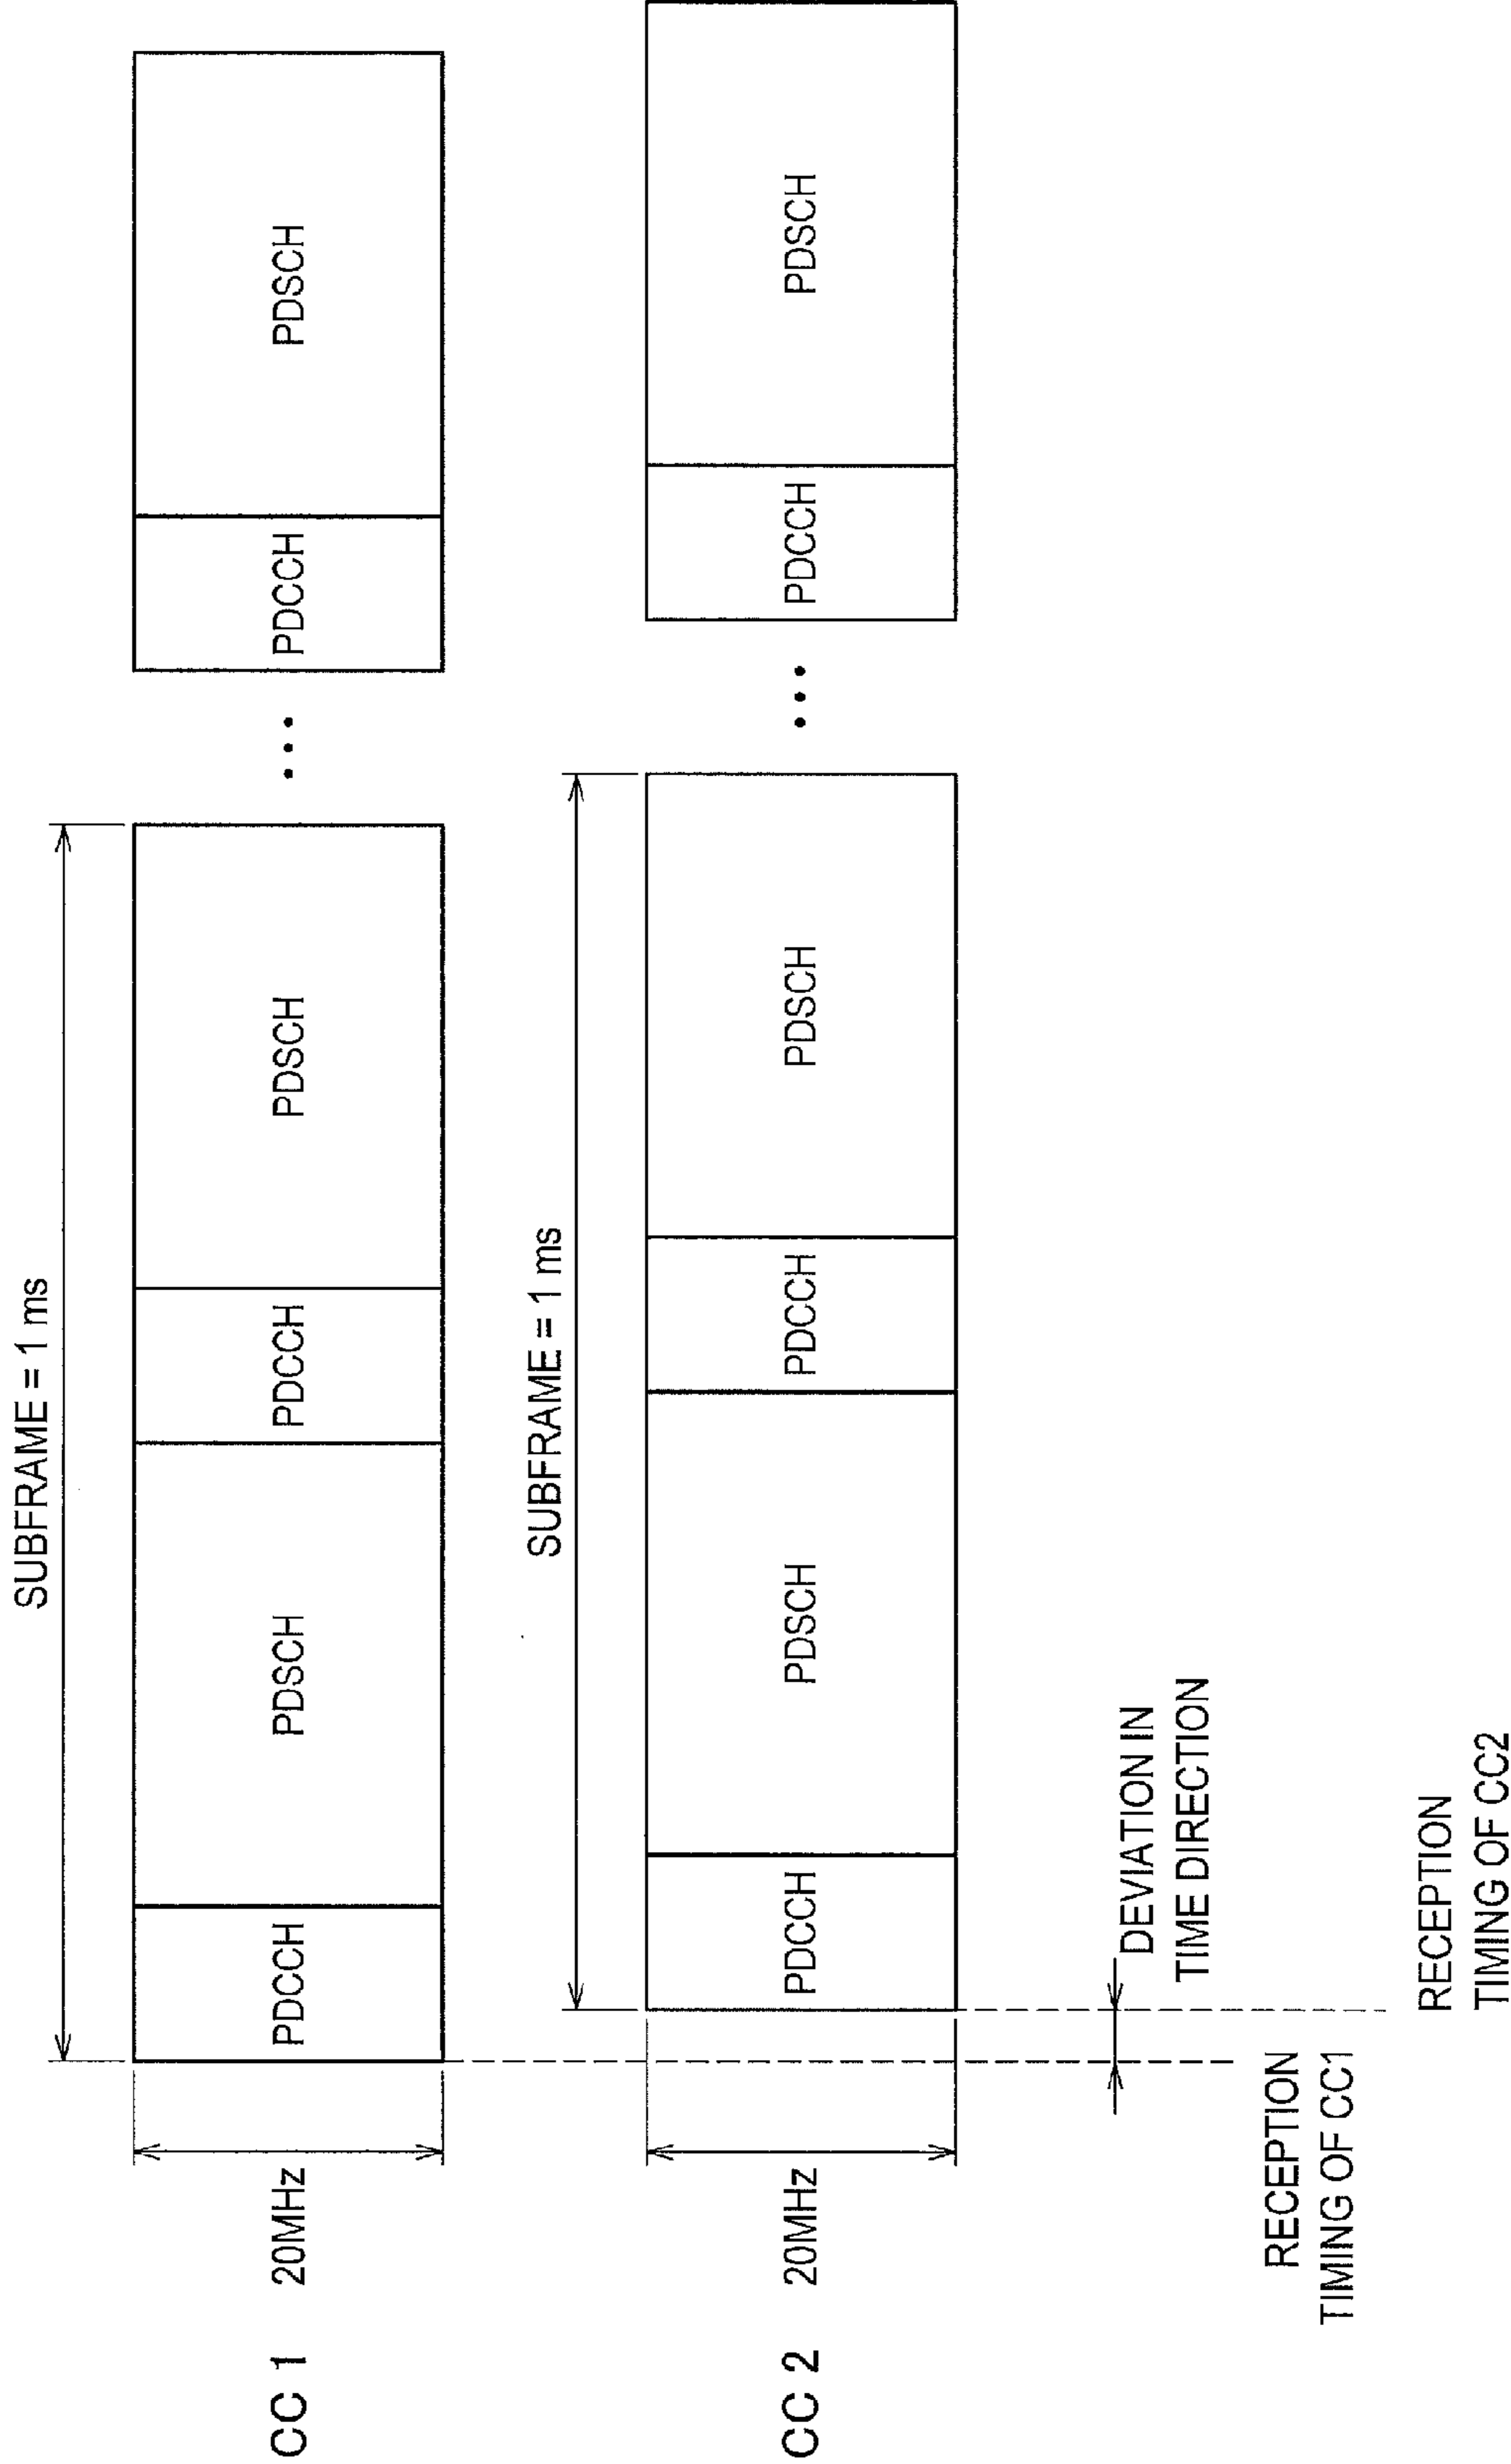 SUBFRAME = 1 ms
CC 1
20MHz
PDCCH
PDSCH
PDCCH
PDSCH
...
PDCCH
PDSCH
SUBFRAME = 1 ms
CC 2
20MHz
PDCCH
PDSCH
PDCCH
PDSCH
...
PDCCH
PDSCH
DEVIATION IN
TIME DIRECTION
RECEPTION
TIMING OF CC1
RECEPTION
TIMING OF CC2